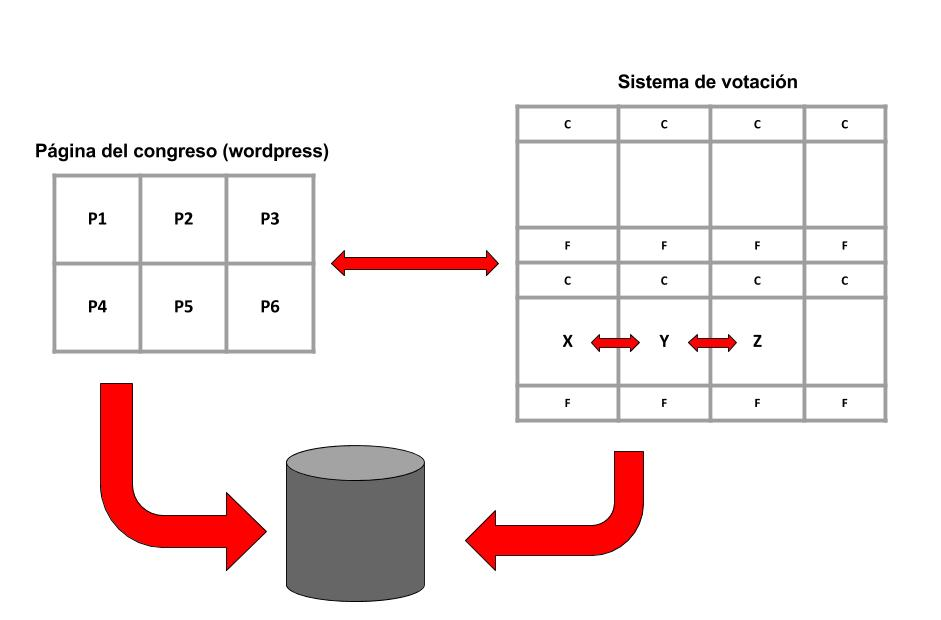 Sistema de votación
C C C C
Página del congreso (wordpress)
P1 P2 P3
F F F F
C C C C
P4 P5 P6
X Y Z
F F F F